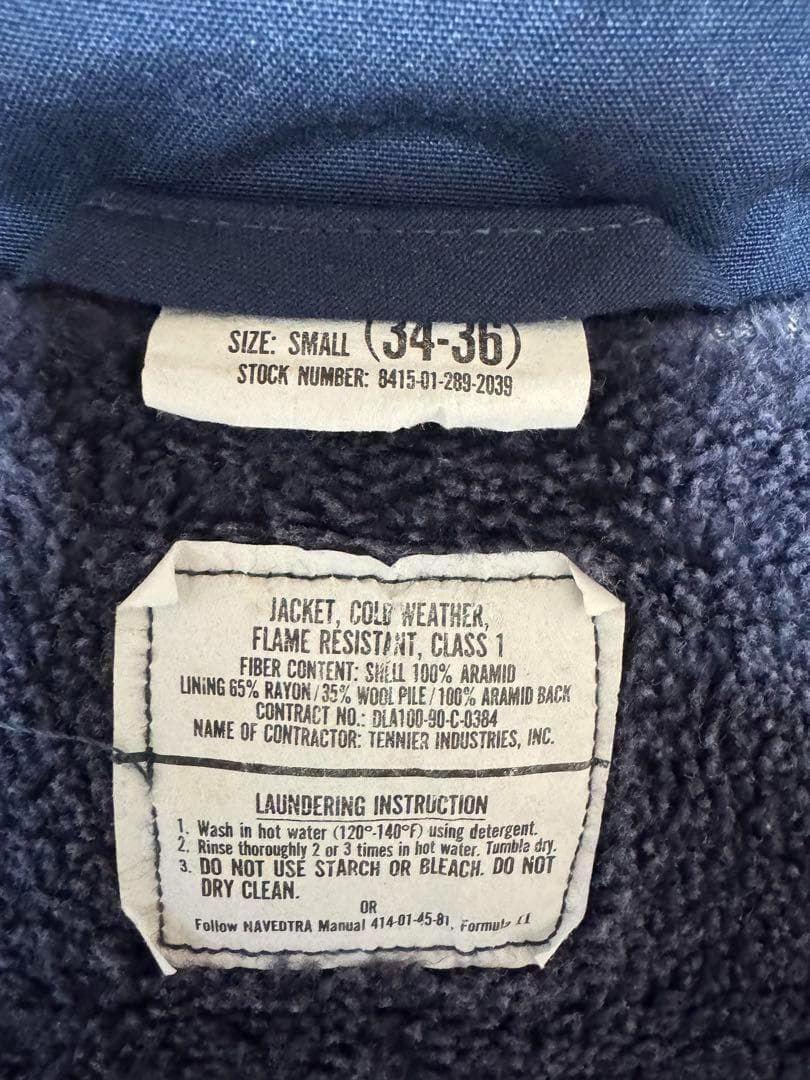 SIZE: SMALL (34-36)
STOCK NUMBER: 8415-01-289-2039
JACKET, COLD WEATHER,
FLAME RESISTANT, CLASS 1
FIBER CONTENT: SHELL 100% ARAMID
LINING 65% RAYON/35% WOOL PILE/100% ARAMID BACK
CONTRACT NO.: DLA100-90-C-0384
NAME OF CONTRACTOR: TENNIER INDUSTRIES, INC.
LAUNDERING INSTRUCTION
1. Wash in hot water (120°-140°F) using detergent.
2. Rinse thoroughly 2 or 3 times in hot water. Tumble dry.
3. DO NOT USE STARCH OR BLEACH. DO NOT
DRY CLEAN.
OR
Follow NAVEDTRA Manual 414-01-45-81, Formula II